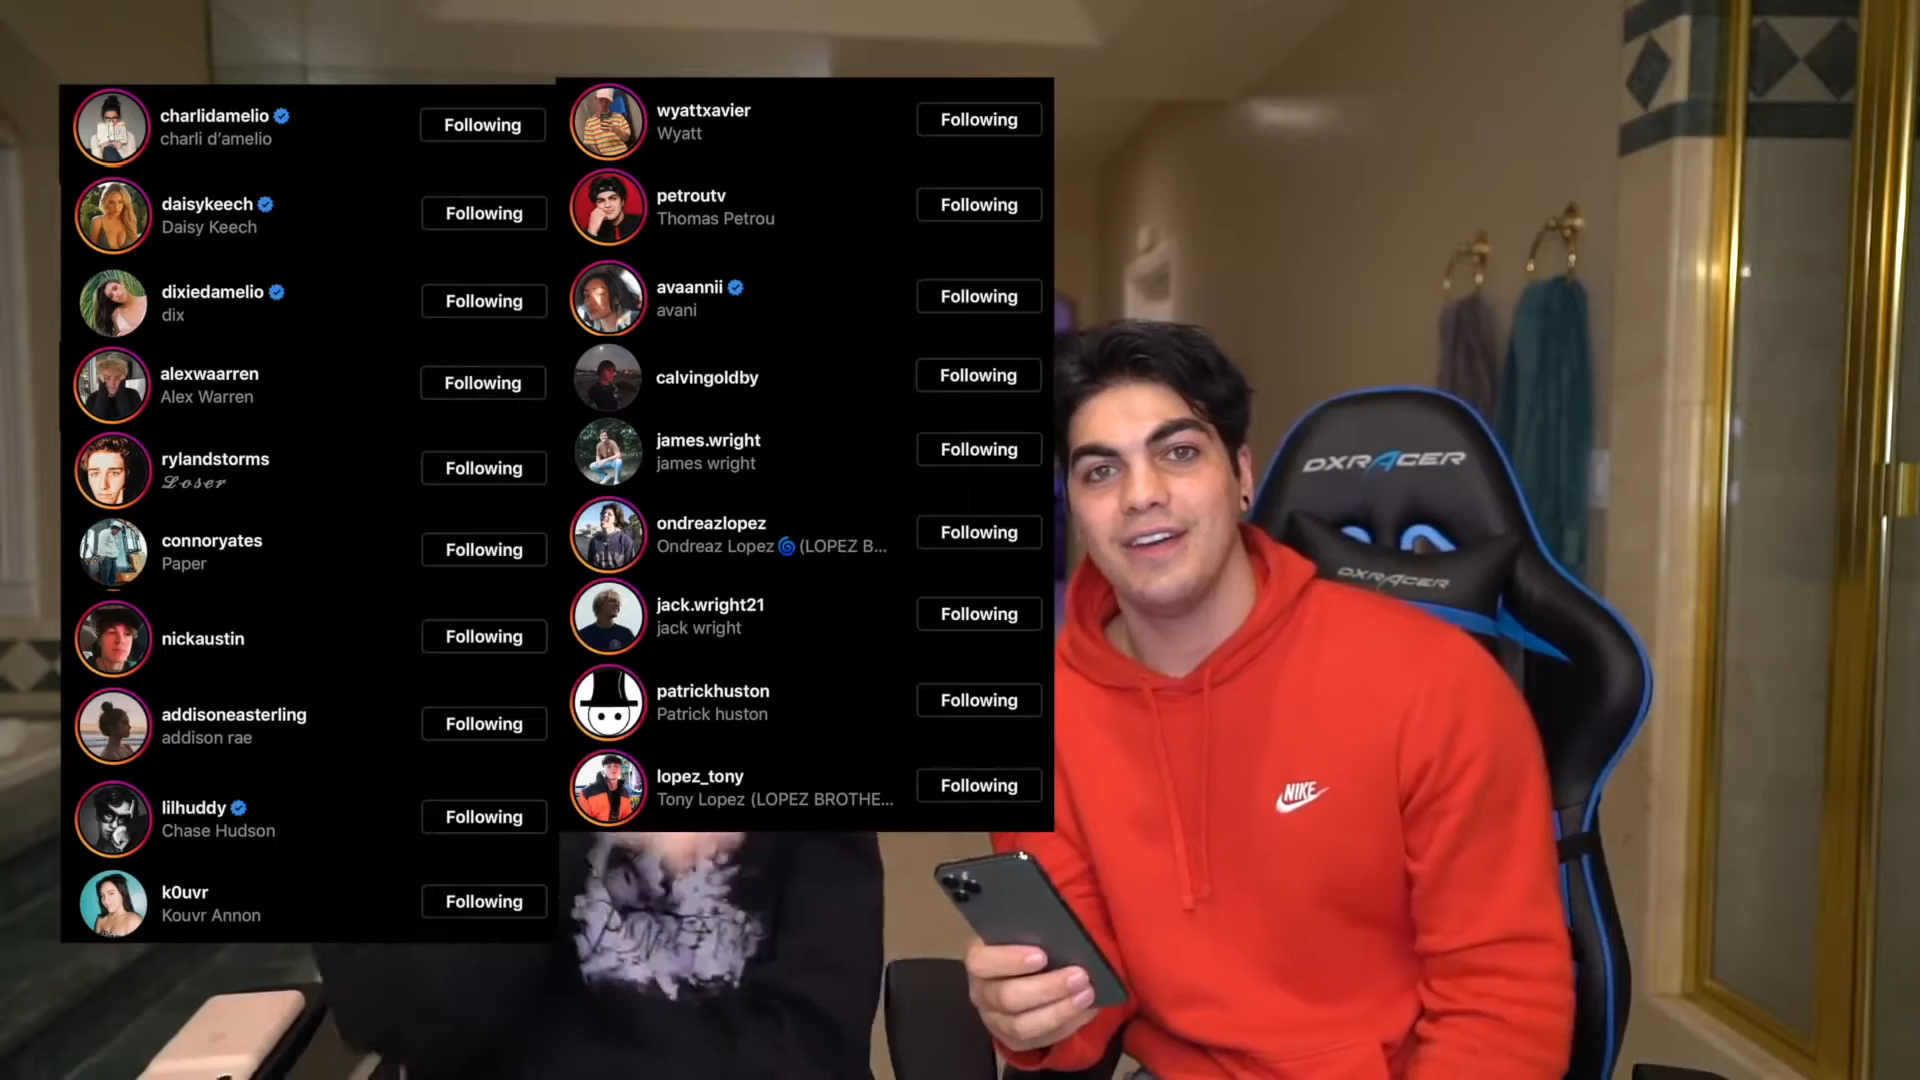 charlidamelio
charli d'amelio
Following
daisykeech
Daisy Keech
Following
dixiedamelio
dix
Following
alexwaarren
Alex Warren
Following
rylandstorms
𝓛𝓸𝓼𝓮𝓻
Following
connoryates
Paper
Following
nickaustin
Following
addisoneasterling
addison rae
Following
lilhuddy
Chase Hudson
Following
k0uvr
Kouvr Annon
Following
wyattxavier
Wyatt
Following
petroutv
Thomas Petrou
Following
avaannii
avani
Following
calvingoldby
Following
james.wright
james wright
Following
ondreazlopez
Ondreaz Lopez🌀(LOPEZ B...
Following
jack.wright21
jack wright
Following
patrickhuston
Patrick huston
Following
lopez_tony
Tony Lopez (LOPEZ BROTHE...
Following
DXRACER
DXRACER
NIKE